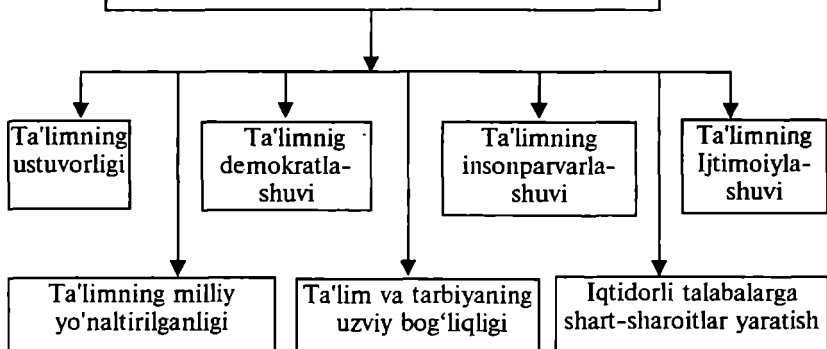 Ta'limning
ustuvorligi
Ta'limnig
demokratla-
shuvi
Ta'limning
insonparvarla-
shuvi
Ta'limning
Ijtimoiyla-
shuvi
Ta'limning milliy
yo'naltirilganligi
Ta'lim va tarbiyaning
uzviy bog‘liqligi
Iqtidorli talabalarga
shart-sharoitlar yaratish